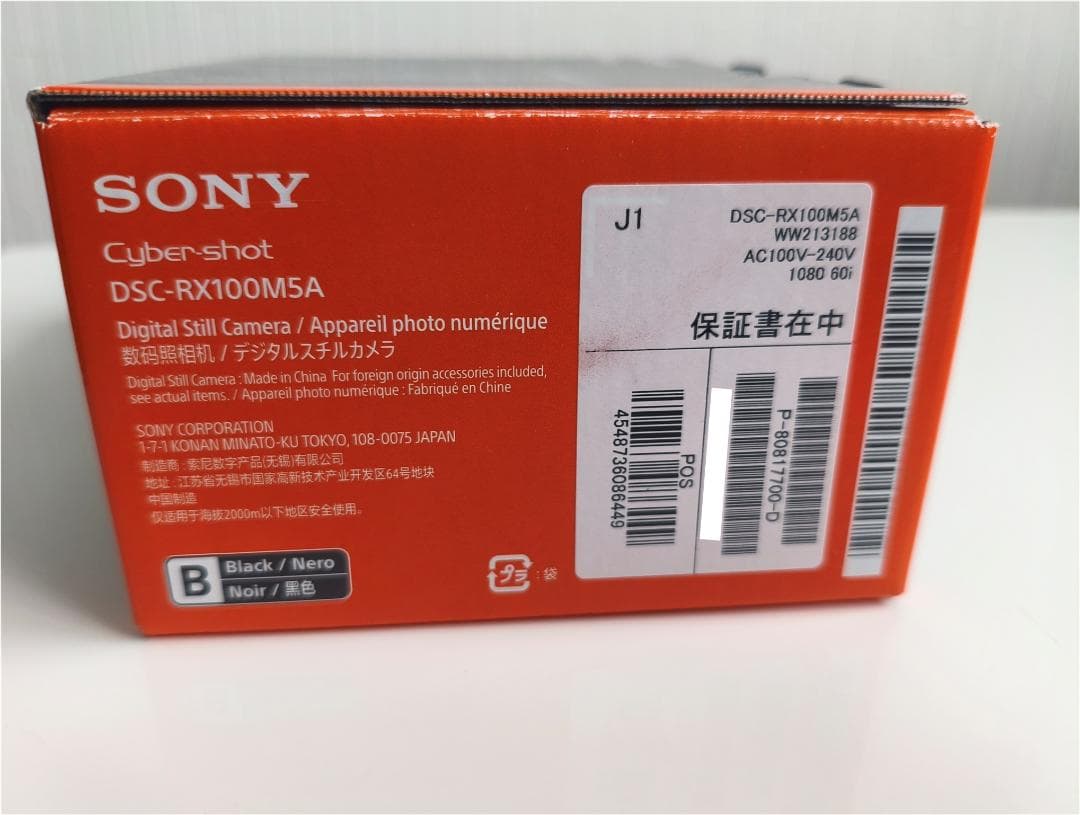 SONY
Cyber-shot
DSC-RX100M5A
Digital Still Camera / Appareil photo numérique
数码照相机 / デジタルスチルカメラ
Digital Still Camera : Made in China For foreign origin accessories included,
see actual items. / Appareil photo numérique : Fabriqué en Chine
SONY CORPORATION
1-7-1 KONAN MINATO-KU TOKYO, 108-0075 JAPAN
制造商 : 索尼数字产品(无锡)有限公司
地址 : 江苏省无锡市国家高新技术产业开发区64号地块
中国制造
仅适用于海拔2000m以下地区安全使用。
B
Black / Nero
Noir / 黑色
プラ : 袋
J1
DSC-RX100M5A
WW213188
AC100V-240V
1080 60i
保証書在中
4548736086449
POS
P-80817700-D